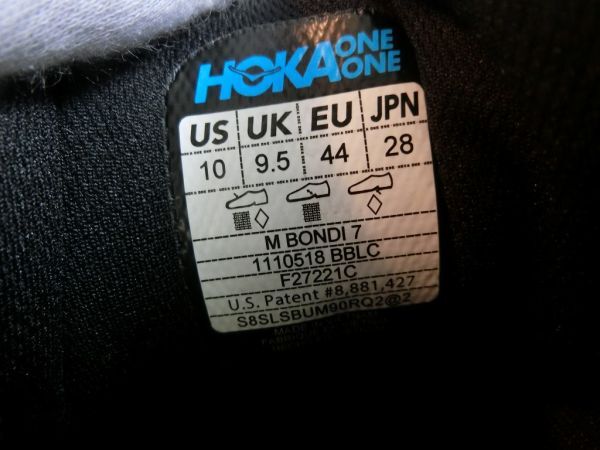 HOKA ONE ONE
US UK EU JPN
10 9.5 44 28
M BONDI 7
1110518 BBLC
F27221C
U.S. Patent #8,881,427
S8SLSBUM90RQ2@2
MADE